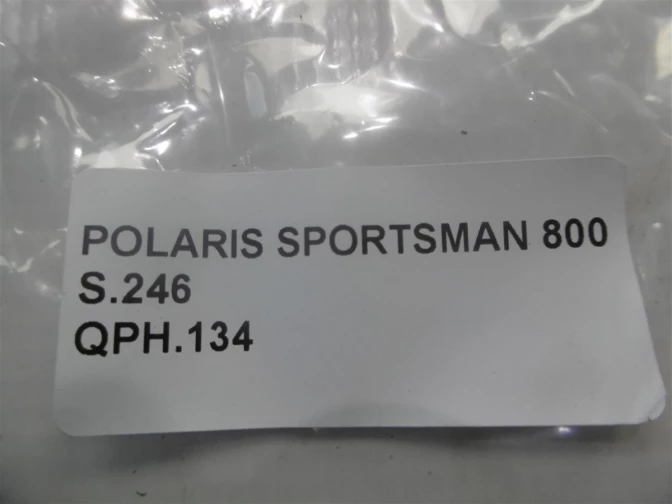 POLARIS SPORTSMAN 800
S.246
QPH.134